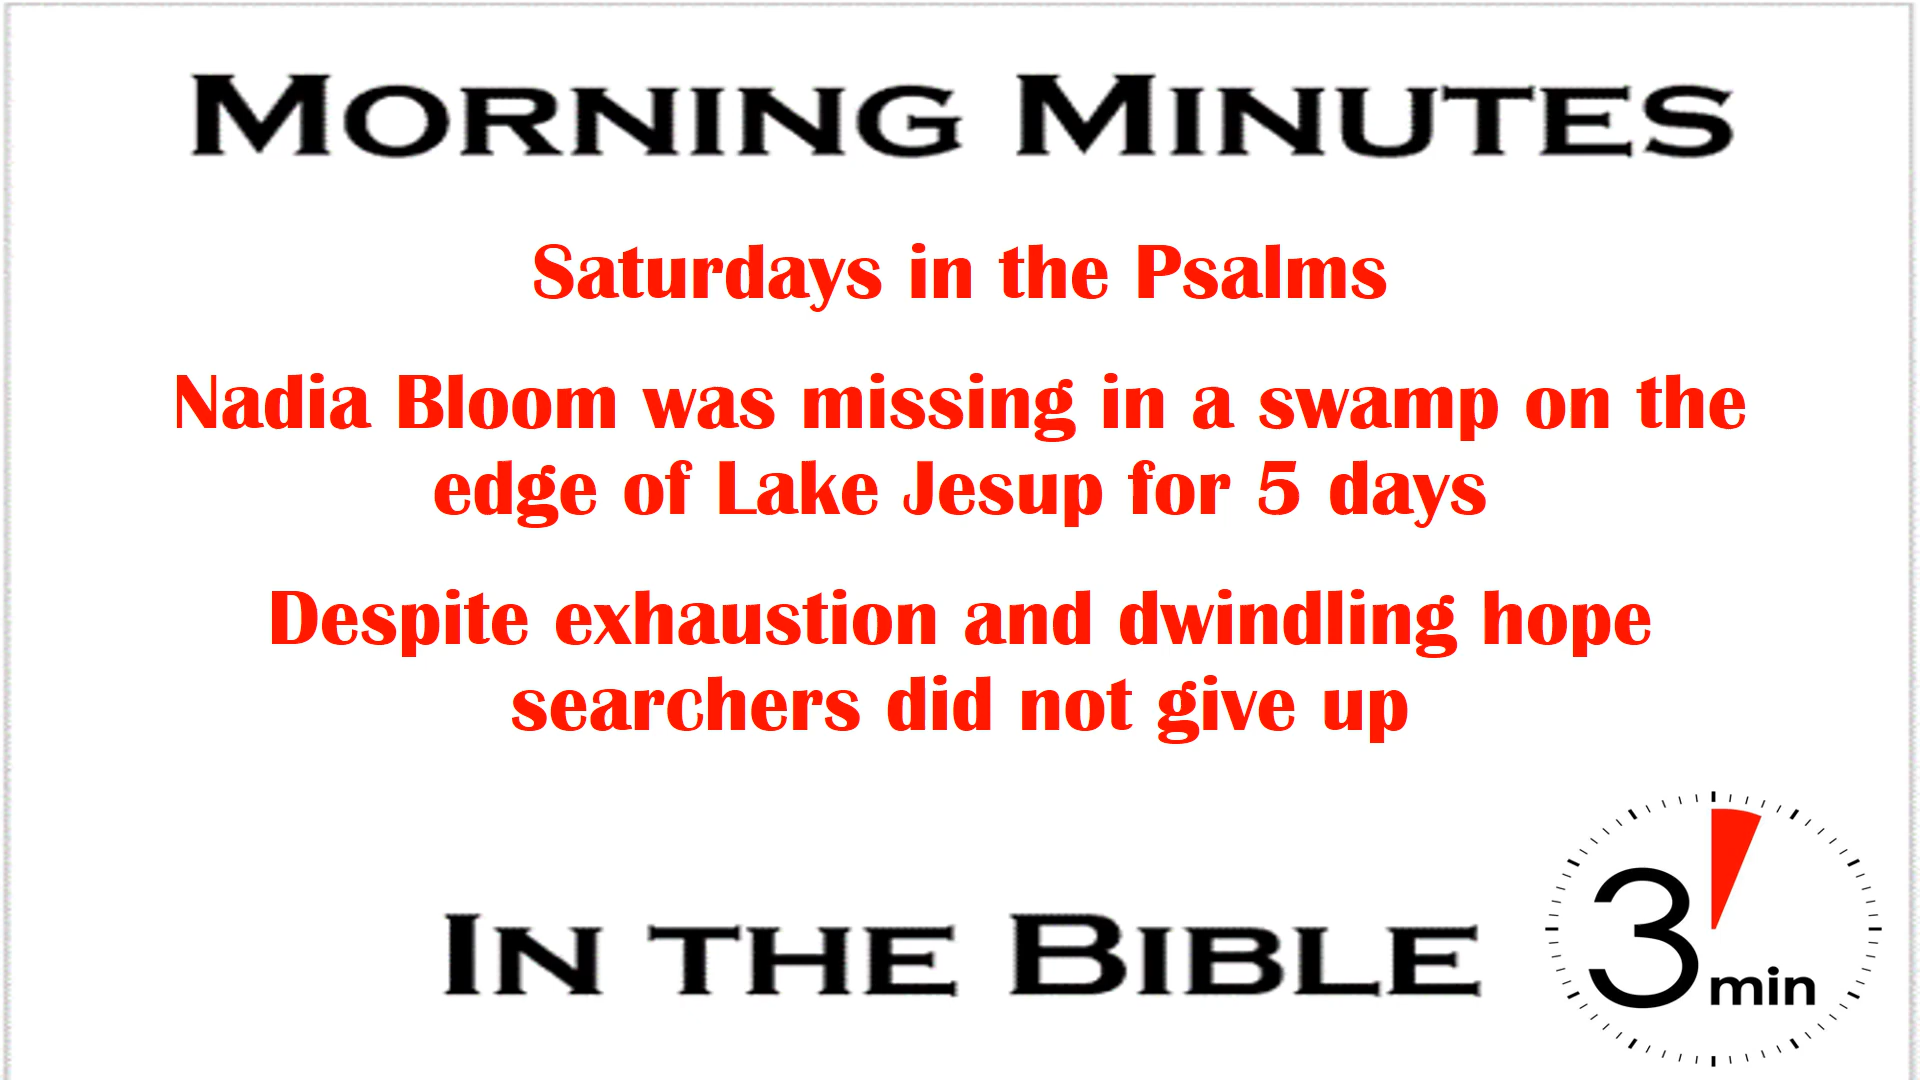 Morning Minutes
Saturdays in the Psalms
Nadia Bloom was missing in a swamp on the
edge of Lake Jesup for 5 days
Despite exhaustion and dwindling hope
searchers did not give up
In the Bible
3 min